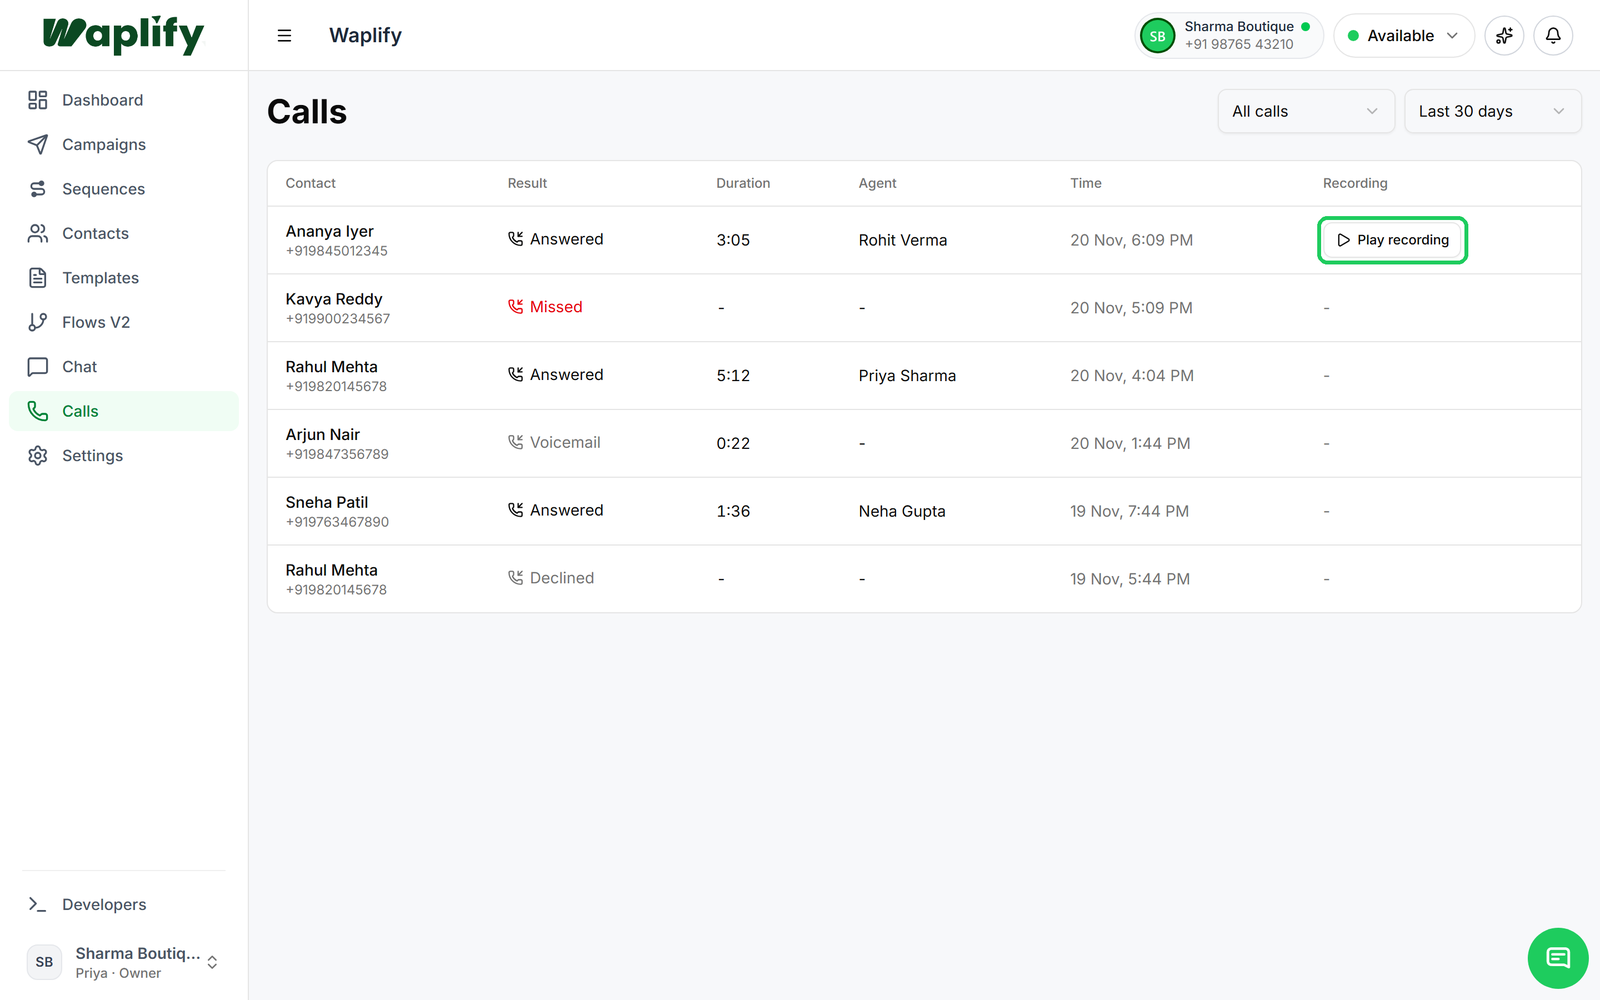 Waplify
Waplify
SB
Sharma Boutique
+91 98765 43210
Available
Dashboard
Campaigns
Sequences
Contacts
Templates
Flows V2
Chat
Calls
Settings
Calls
All calls
Last 30 days
Contact Result Duration Agent Time Recording
Ananya Iyer
+919845012345
Answered 3:05 Rohit Verma 20 Nov, 6:09 PM Play recording
Kavya Reddy
+919900234567
Missed - - 20 Nov, 5:09 PM -
Rahul Mehta
+919820145678
Answered 5:12 Priya Sharma 20 Nov, 4:04 PM -
Arjun Nair
+919847356789
Voicemail 0:22 - 20 Nov, 1:44 PM -
Sneha Patil
+919763467890
Answered 1:36 Neha Gupta 19 Nov, 7:44 PM -
Rahul Mehta
+919820145678
Declined - - 19 Nov, 5:44 PM -
Developers
SB
Sharma Boutiq...
Priya · Owner